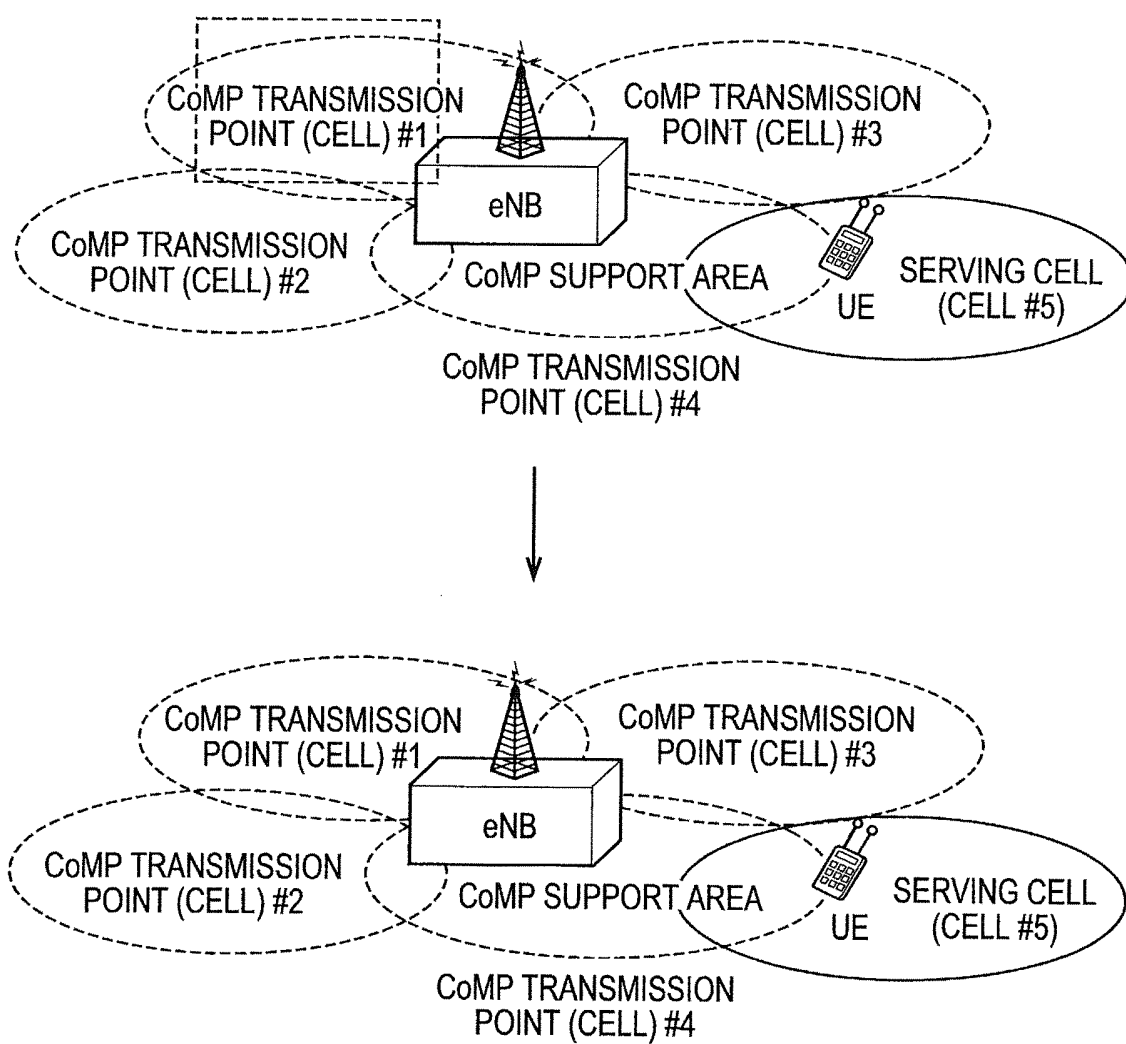 CoMP TRANSMISSION
POINT (CELL) #1
CoMP TRANSMISSION
POINT (CELL) #3
eNB
CoMP TRANSMISSION
POINT (CELL) #2
CoMP SUPPORT AREA
UE
SERVING CELL
(CELL #5)
CoMP TRANSMISSION
POINT (CELL) #4
CoMP TRANSMISSION
POINT (CELL) #1
CoMP TRANSMISSION
POINT (CELL) #3
eNB
CoMP TRANSMISSION
POINT (CELL) #2
CoMP SUPPORT AREA
UE
SERVING CELL
(CELL #5)
CoMP TRANSMISSION
POINT (CELL) #4